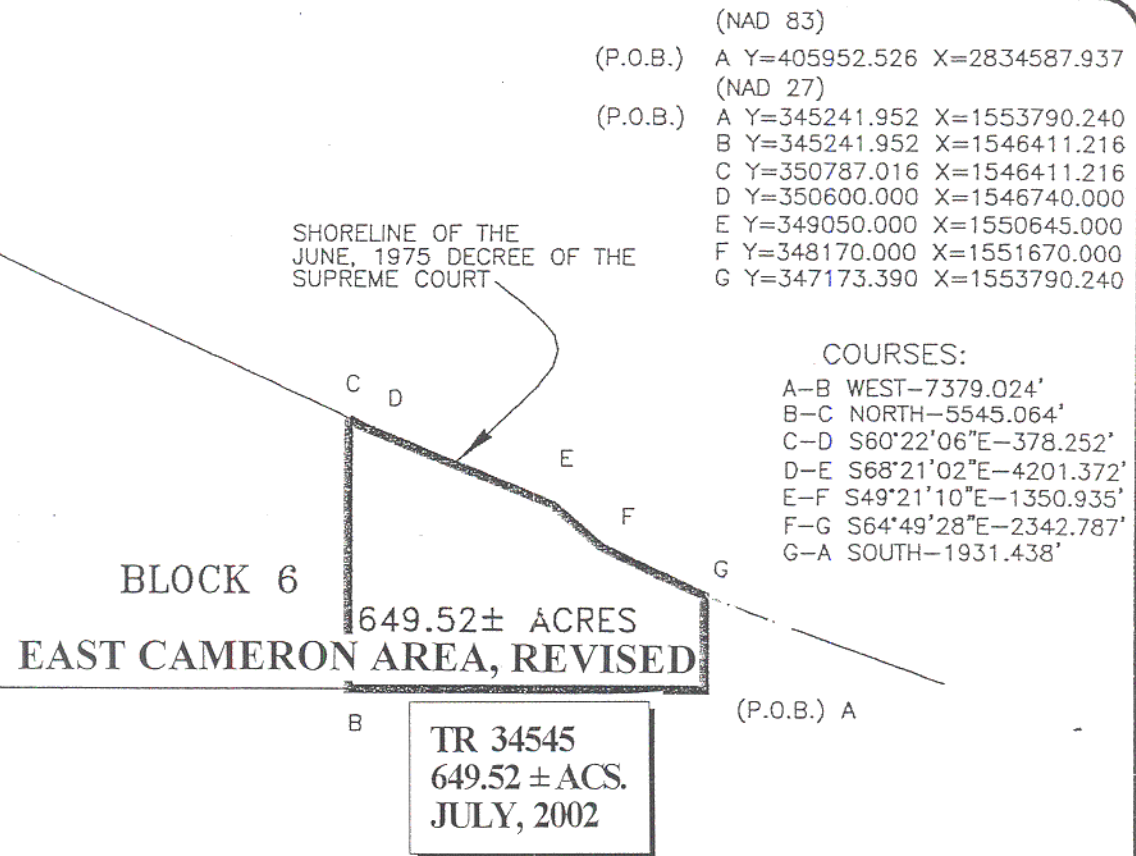 (NAD 83)
(P.O.B.) A Y=405952.526 X=2834587.937
(NAD 27)
(P.O.B.) A Y=345241.952 X=1553790.240
B Y=345241.952 X=1546411.216
C Y=350787.016 X=1546411.216
D Y=350600.000 X=1546740.000
E Y=349050.000 X=1550645.000
F Y=348170.000 X=1551670.000
G Y=347173.390 X=1553790.240
SHORELINE OF THE
JUNE, 1975 DECREE OF THE
SUPREME COURT
COURSES:
A-B WEST-7379.024'
B-C NORTH-5545.064'
C-D S60°22'06"E-378.252'
D-E S68°21'02"E-4201.372'
E-F S49°21'10"E-1350.935'
F-G S64°49'28"E-2342.787'
G-A SOUTH-1931.438'
C
D
E
F
G
BLOCK 6
649.52± ACRES
EAST CAMERON AREA, REVISED
B
(P.O.B.) A
TR 34545
649.52 ± ACS.
JULY, 2002